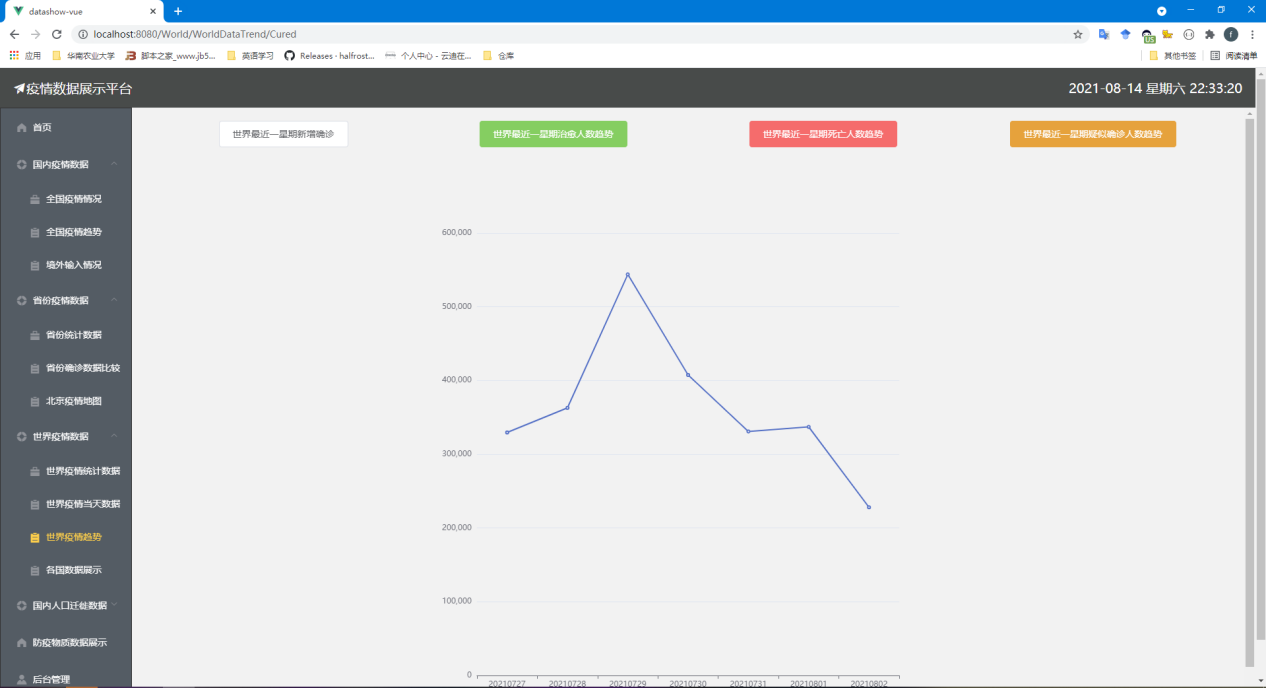 datashow-vue
localhost:8080/World/WorldDataTrend/Cured
应用 华南农业大学 脚本之家_www.jb5... 英语学习 Releases · halfrost... 个人中心 - 云迪在... 仓库 其他书签 阅读清单
疫情数据展示平台 2021-08-14 星期六 22:33:20
首页
国内疫情数据
全国疫情情况
全国疫情趋势
境外输入情况
省份疫情数据
省份统计数据
省份确诊数据比较
北京疫情地图
世界疫情数据
世界疫情统计数据
世界疫情当天数据
世界疫情趋势
各国数据展示
国内人口迁徙数据
防疫物质数据展示
后台管理
世界最近一星期新增确诊 世界最近一星期治愈人数趋势 世界最近一星期死亡人数趋势 世界最近一星期疑似确诊人数趋势
600,000
500,000
400,000
300,000
200,000
100,000
0
20210727 20210728 20210729 20210730 20210731 20210801 20210802